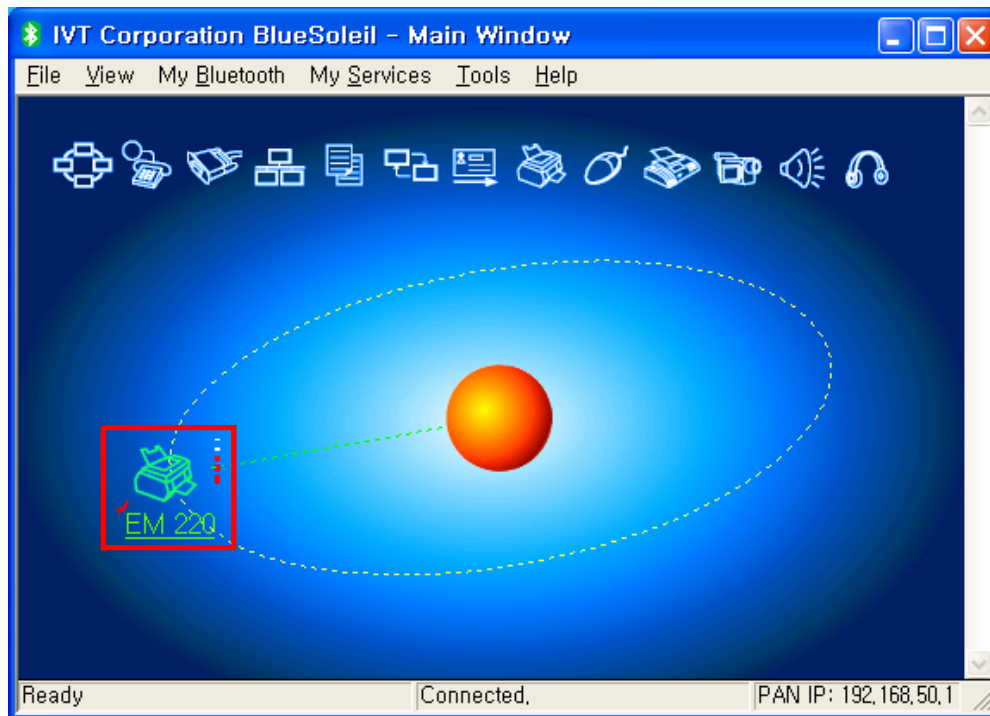 IVT Corporation BlueSoleil - Main Window
File View My Bluetooth My Services Tools Help
EM 220
Ready Connected, PAN IP: 192,168,50,1